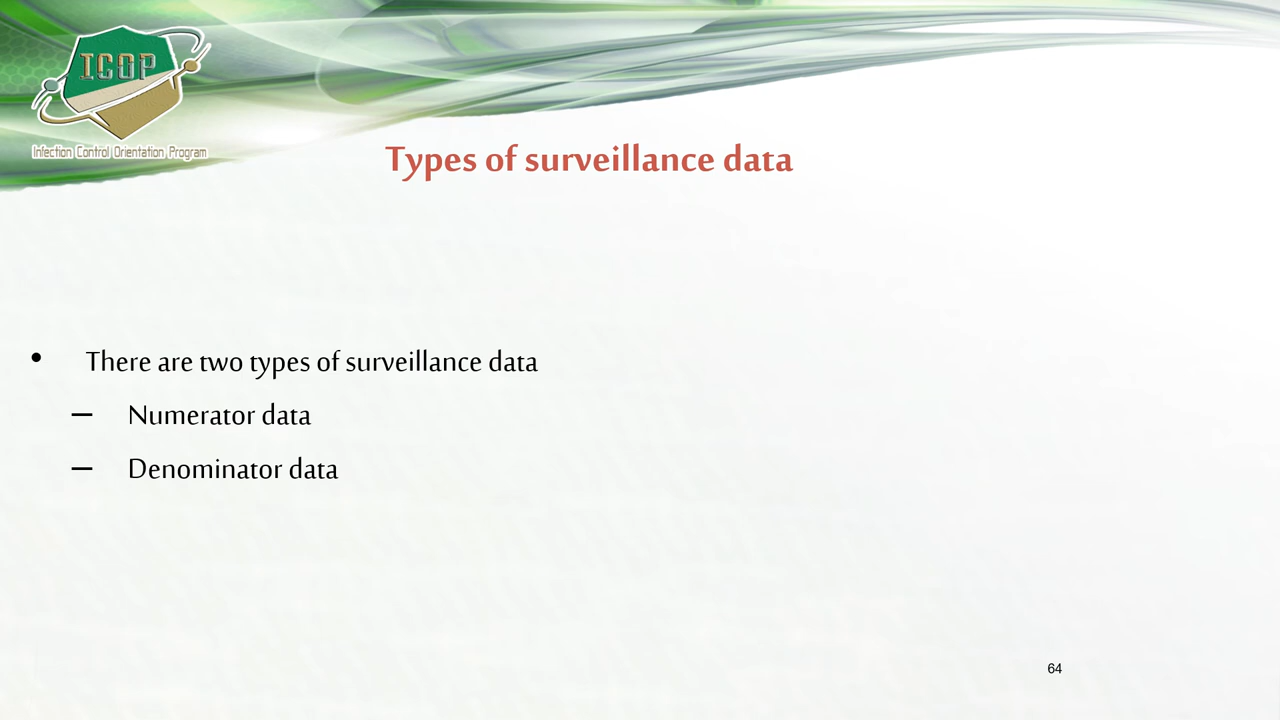 ICOP
Infection Control Orientation Program
Types of surveillance data
• There are two types of surveillance data
– Numerator data
– Denominator data
64